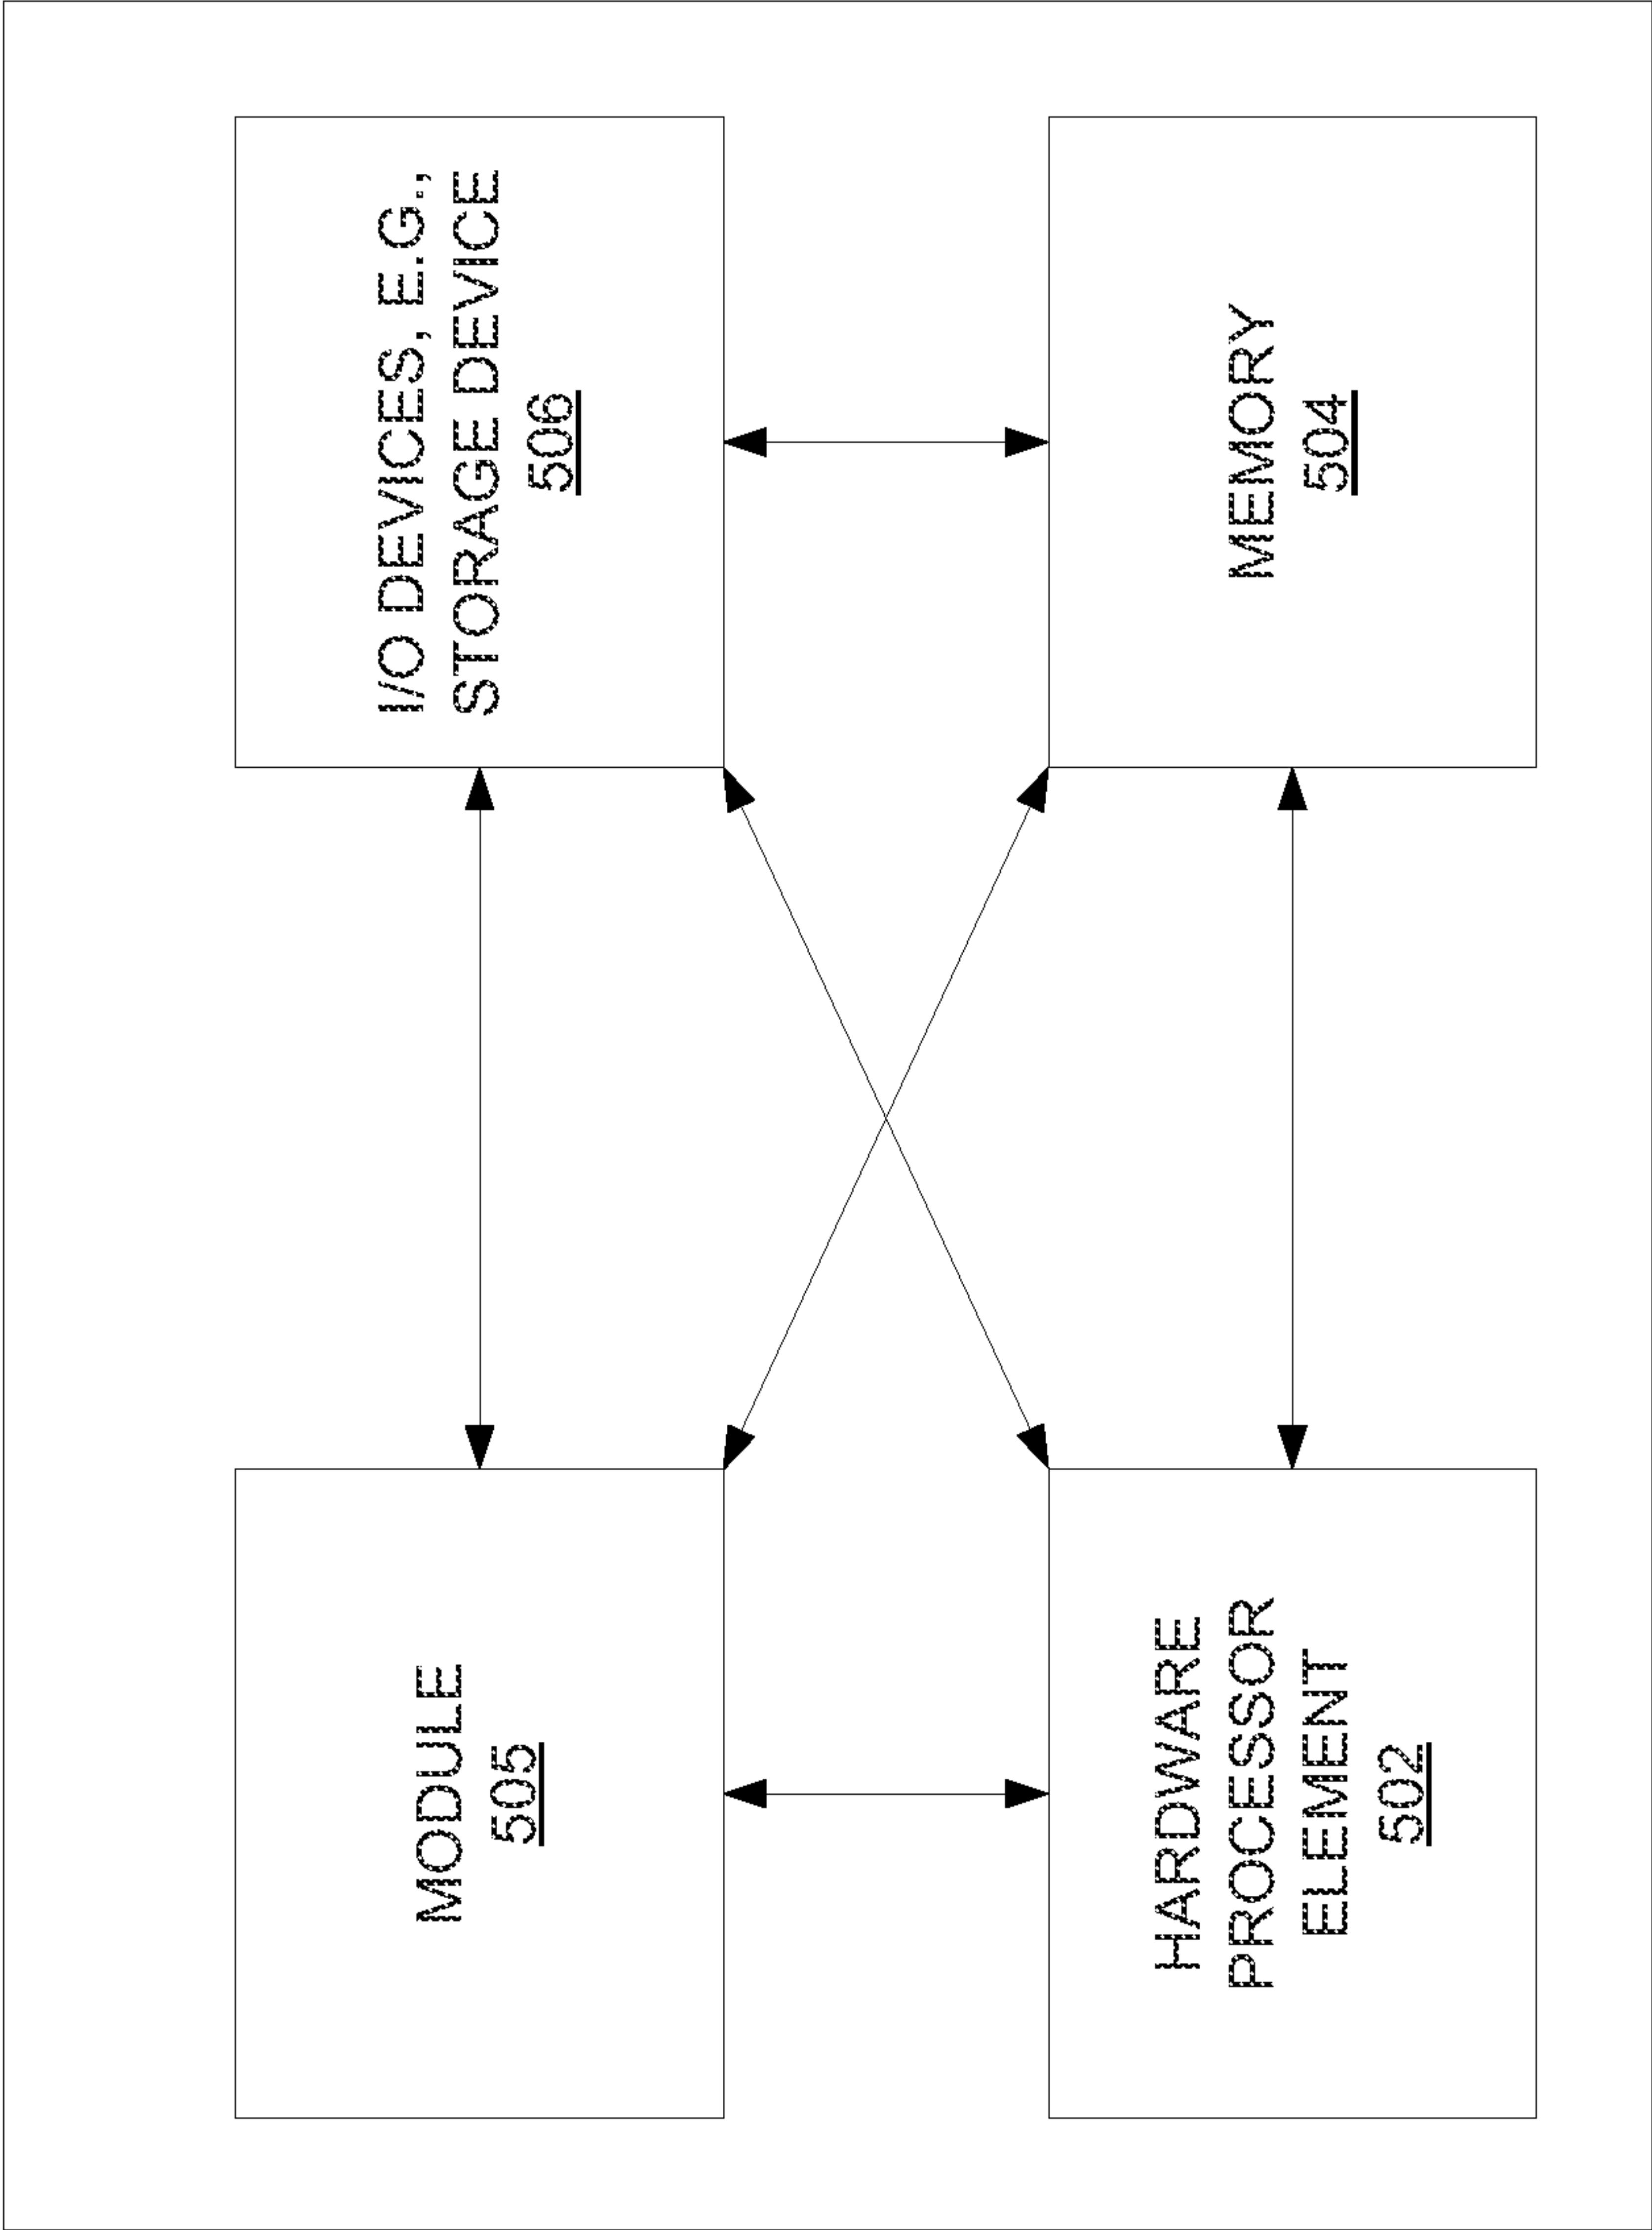 MODULE
505
I/O DEVICES, E.G.,
STORAGE DEVICE
506
HARDWARE
PROCESSOR
ELEMENT
502
MEMORY
504